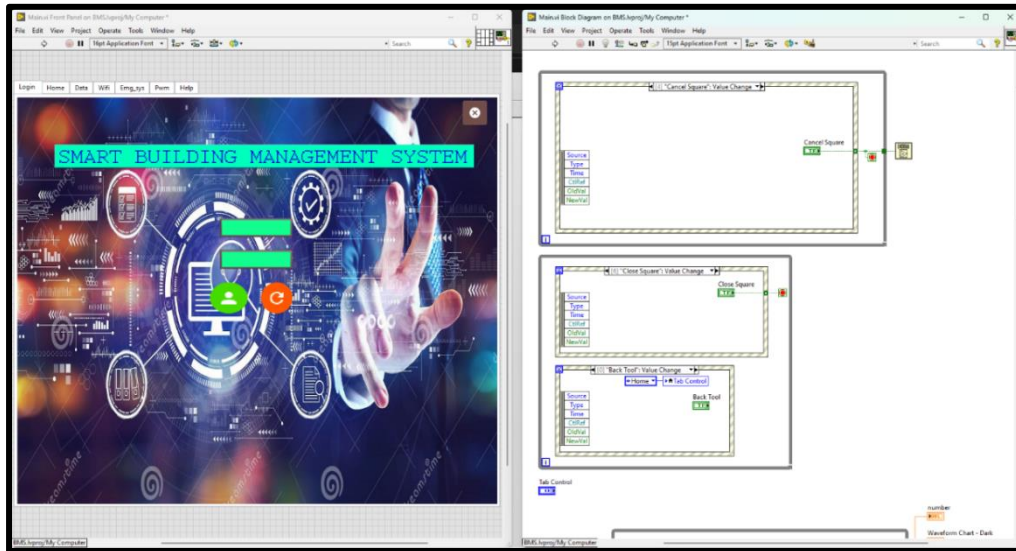 Main.vi Front Panel on BMS.lvproj/My Computer *
File Edit View Project Operate Tools Window Help
16pt Application Font
Search
Login Home Data Wifi Emg_sys Pwm Help
SMART BUILDING MANAGEMENT SYSTEM
dreamstime
BMS.lvproj/My Computer
Main.vi Block Diagram on BMS.lvproj/My Computer *
File Edit View Project Operate Tools Window Help
15pt Application Font
Search
"Cancel Square": Value Change
Cancel Square
Source
Type
Time
CtlRef
OldVal
NewVal
"Close Square": Value Change
Close Square
Source
Type
Time
CtlRef
OldVal
NewVal
[0] "Back Tool": Value Change
Home
Tab Control
Back Tool
Source
Type
Time
CtlRef
OldVal
NewVal
Tab Control
number
Waveform Chart - Dark
BMS.lvproj/My Computer